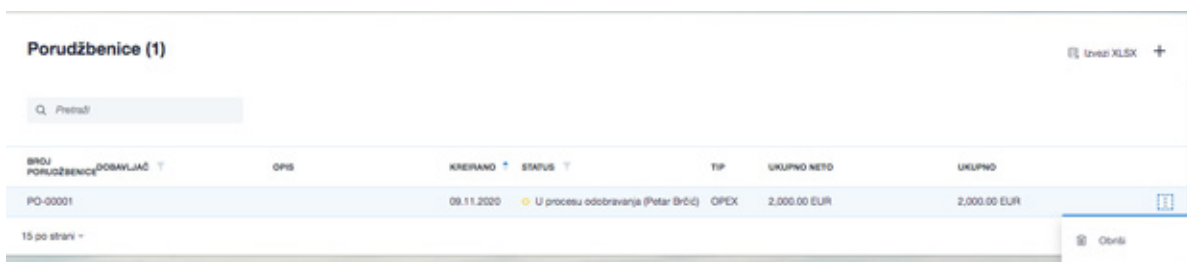 Porudžbenice (1)
Izvezi XLSX +
Pretraži
BROJ PORUDŽBENICE DOBAVLJAČ OPIS KREIRANO STATUS TIP UKUPNO NETO UKUPNO
PO-00001 09.11.2020 U procesu odobravanja (Petar Brčić) OPEX 2,000.00 EUR 2,000.00 EUR
15 po strani
Obriši